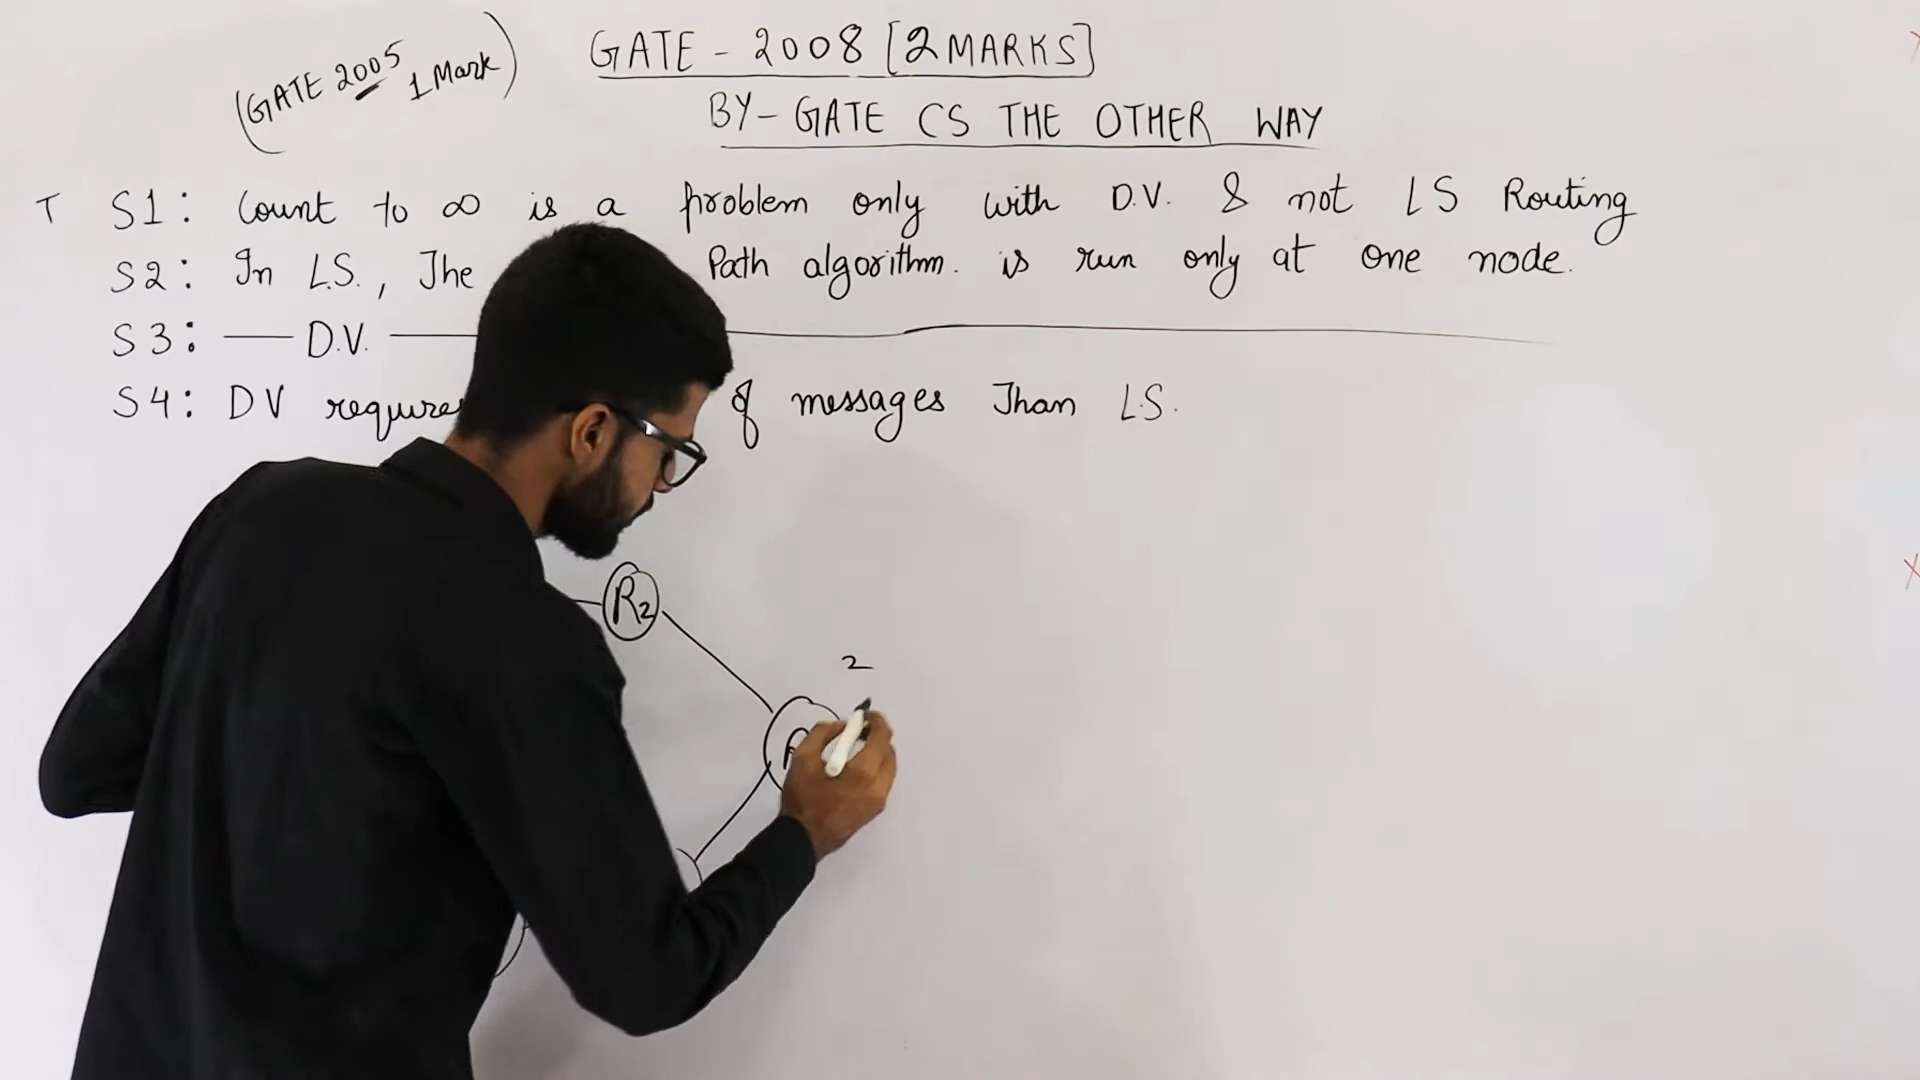 (GATE 2005 1 Mark)
GATE - 2008 [2 MARKS]
BY - GATE CS THE OTHER WAY
T S1: Count to ∞ is a problem only with D.V. & not LS Routing
S2: In L.S., The Path algorithm. is run only at one node.
S3: — D.V. —
S4: DV requires of messages Than L.S.
R2
2